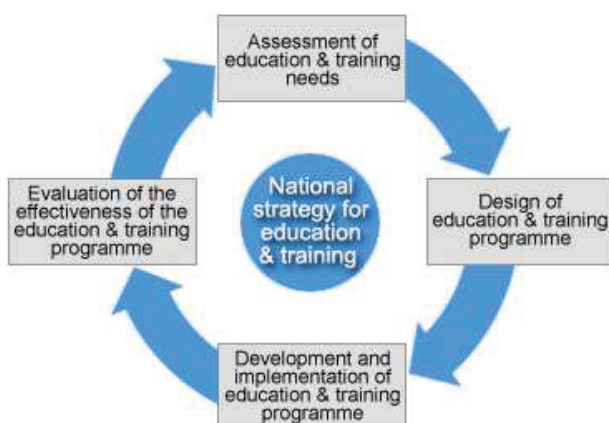 Assessment of
education & training
needs
Evaluation of the
effectiveness of the
education & training
programme
National
strategy for
education
& training
Design of
education & training
programme
Development and
implementation of
education & training
programme